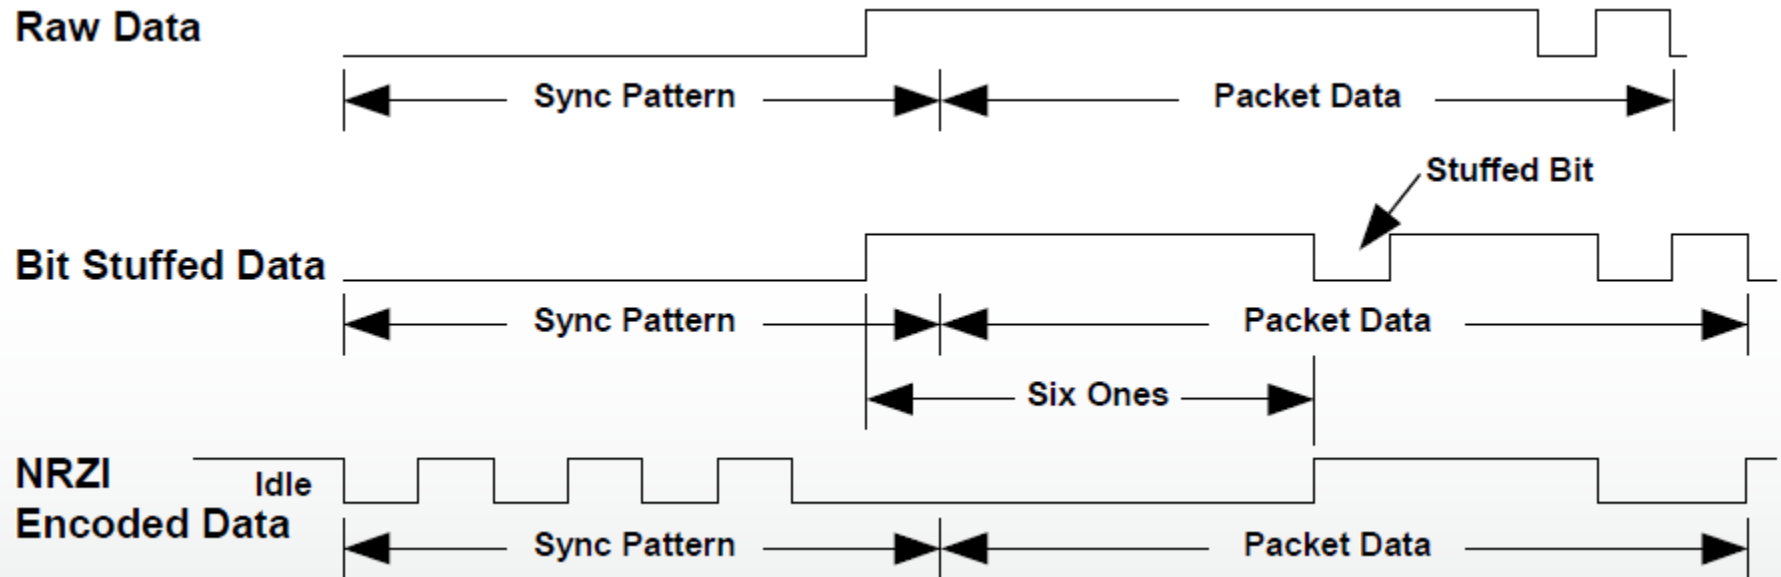 Raw Data
Sync Pattern
Packet Data
Stuffed Bit
Bit Stuffed Data
Sync Pattern
Packet Data
Six Ones
NRZI
Idle
Encoded Data
Sync Pattern
Packet Data